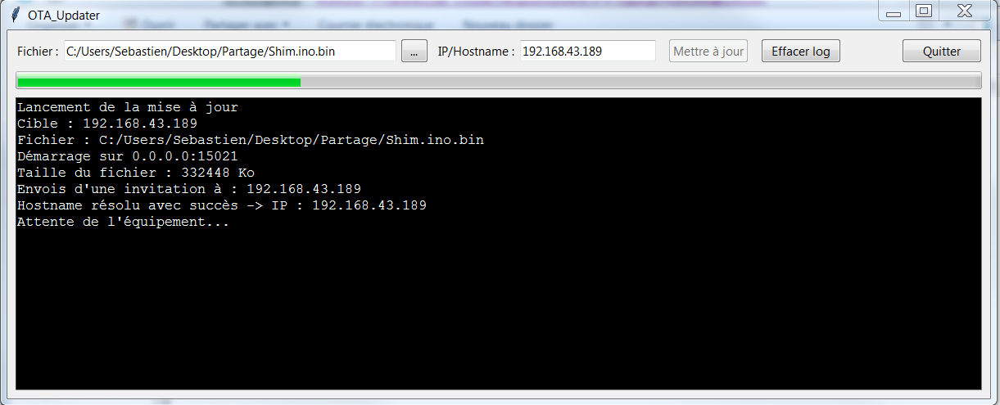 OTA_Updater
Fichier : C:/Users/Sebastien/Desktop/Partage/Shim.ino.bin ... IP/Hostname : 192.168.43.189 Mettre à jour Effacer log Quitter
Lancement de la mise à jour
Cible : 192.168.43.189
Fichier : C:/Users/Sebastien/Desktop/Partage/Shim.ino.bin
Démarrage sur 0.0.0.0:15021
Taille du fichier : 332448 Ko
Envois d'une invitation à : 192.168.43.189
Hostname résolu avec succès -> IP : 192.168.43.189
Attente de l'équipement...